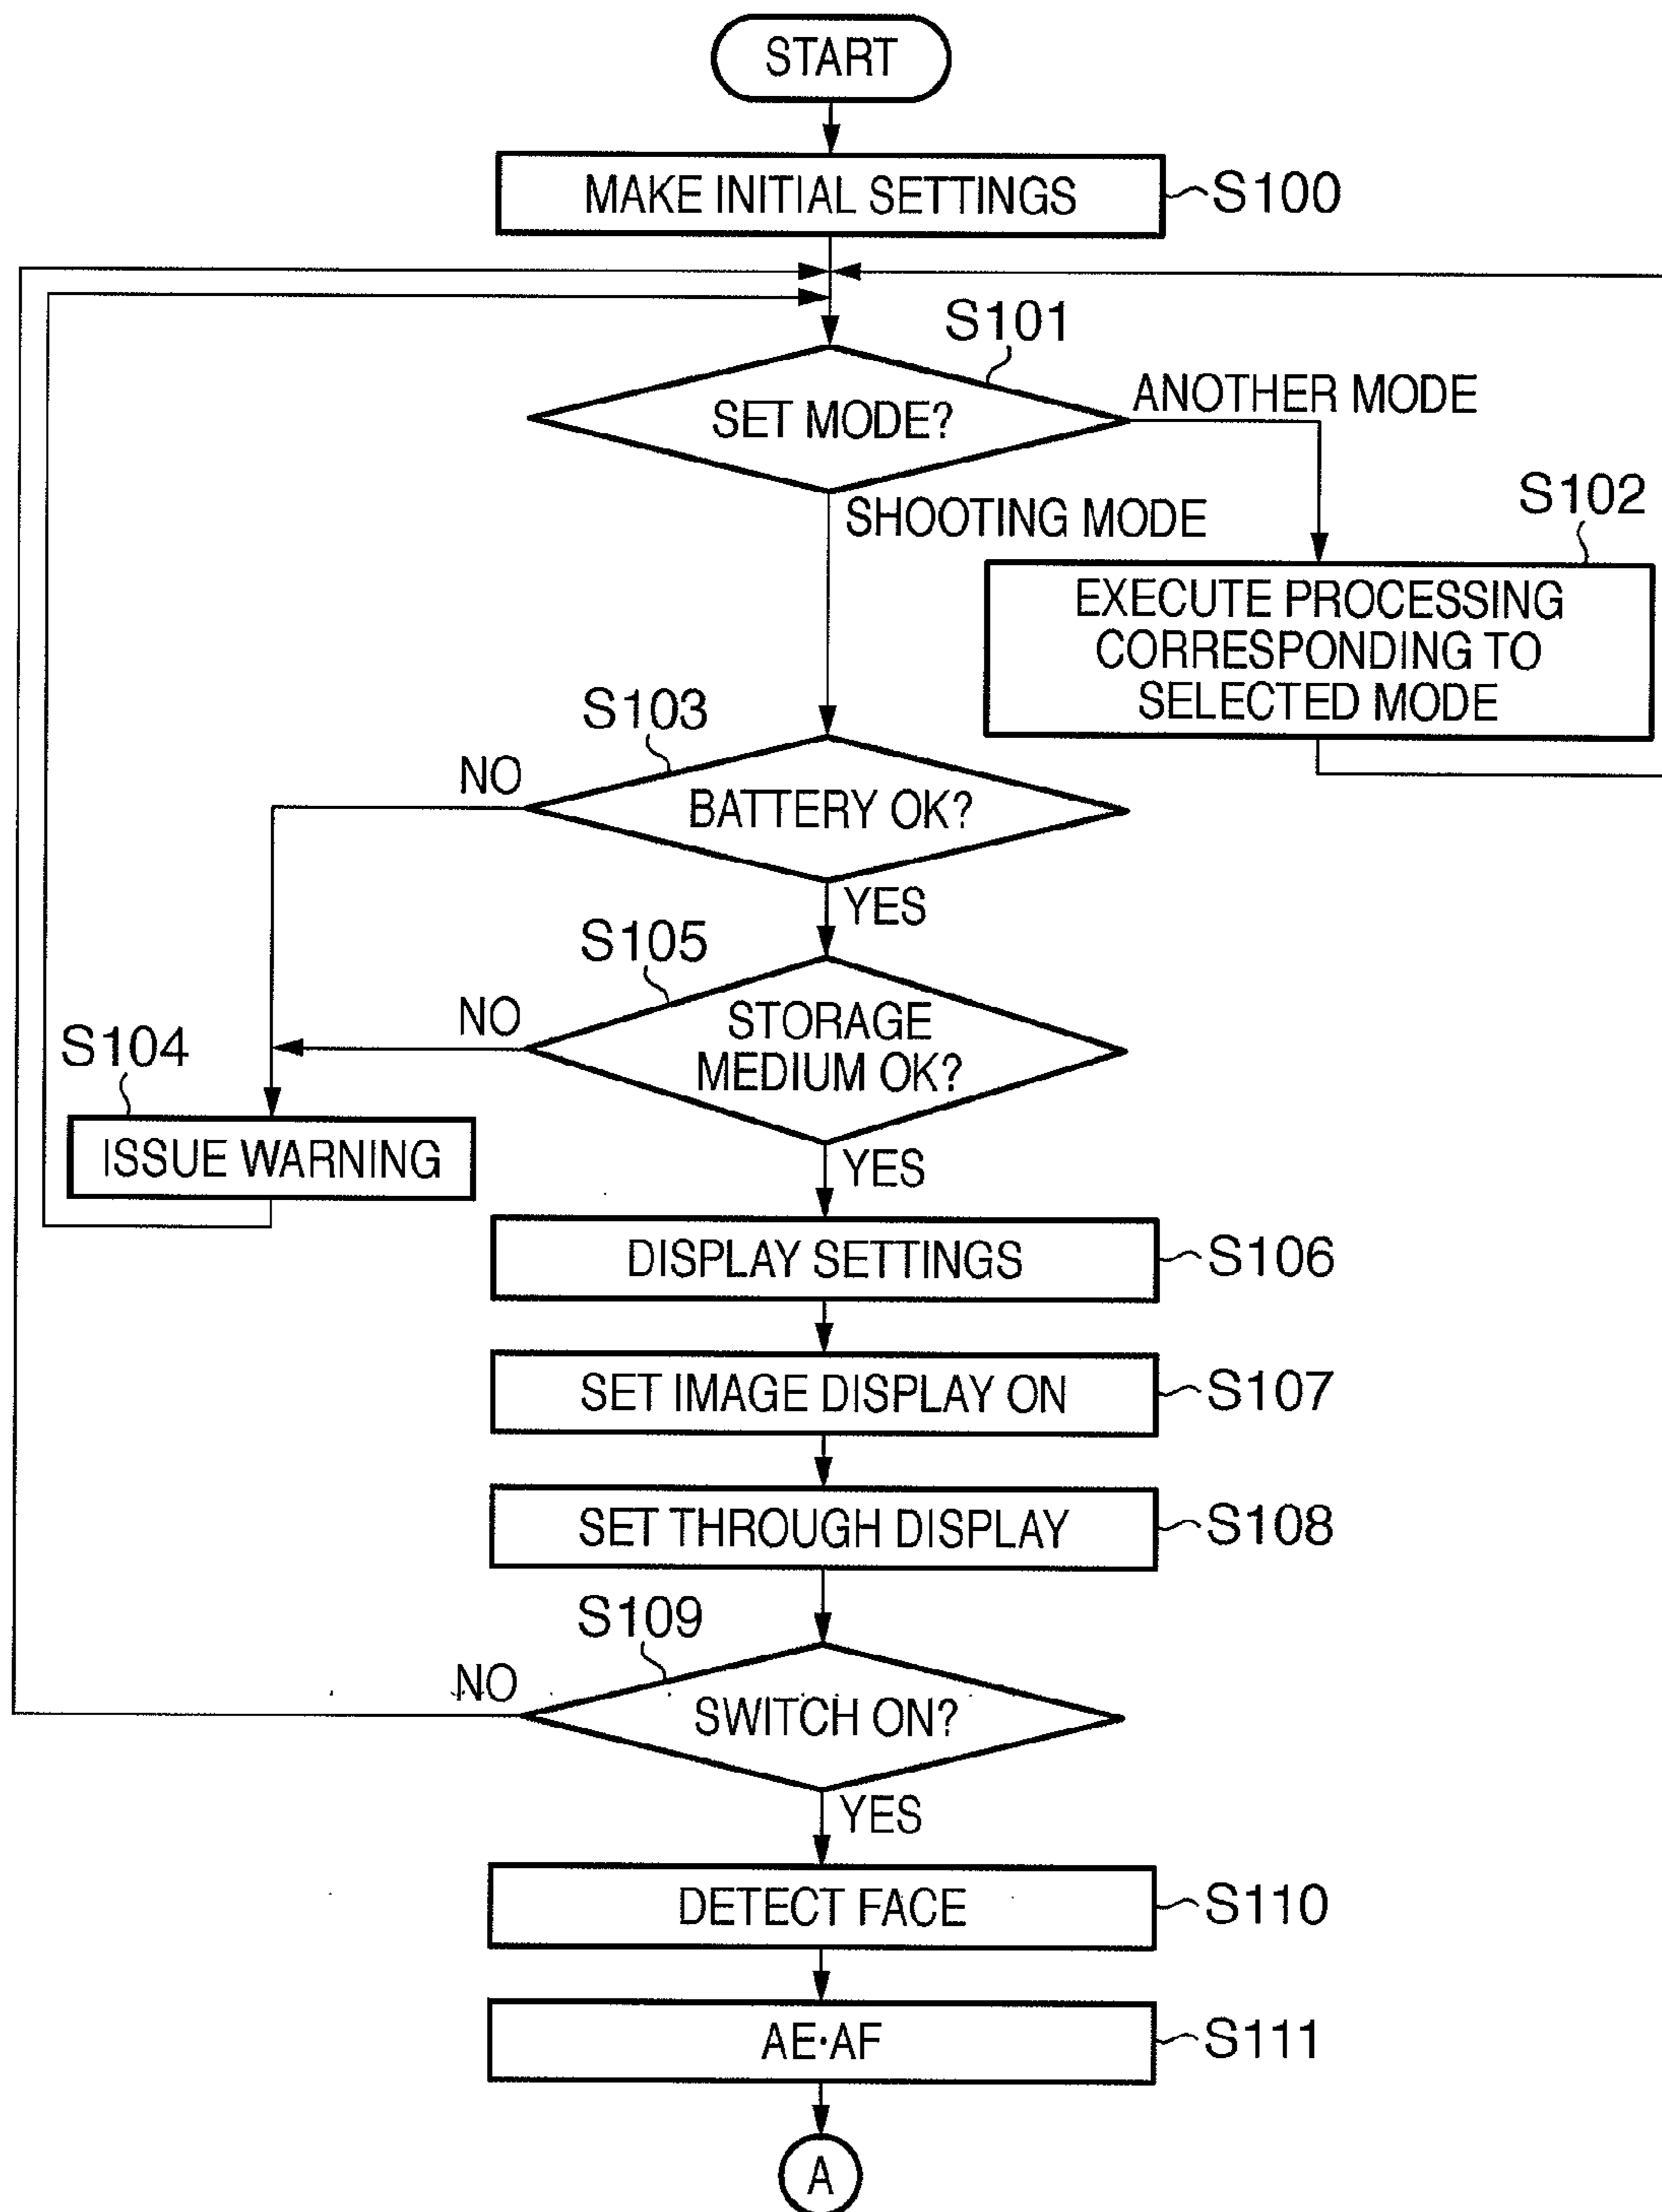 START
MAKE INITIAL SETTINGS
S100
S101
SET MODE?
ANOTHER MODE
SHOOTING MODE
S102
EXECUTE PROCESSING
CORRESPONDING TO
SELECTED MODE
S103
NO
BATTERY OK?
YES
S105
NO
STORAGE
MEDIUM OK?
S104
ISSUE WARNING
YES
DISPLAY SETTINGS
S106
SET IMAGE DISPLAY ON
S107
SET THROUGH DISPLAY
S108
S109
NO
SWITCH ON?
YES
DETECT FACE
S110
AE·AF
S111
A